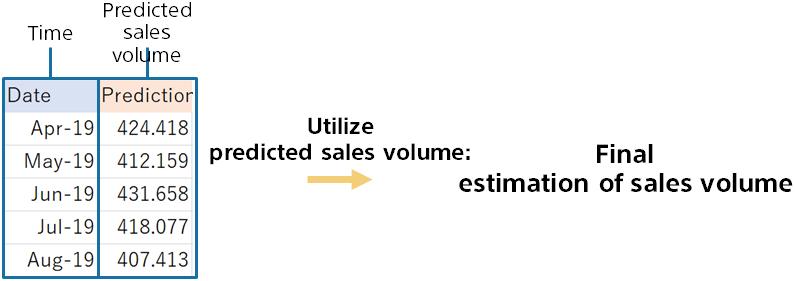 Time
Predicted
sales
volume
Date Prediction
Apr-19 424.418
May-19 412.159
Jun-19 431.658
Jul-19 418.077
Aug-19 407.413
Utilize
predicted sales volume:
Final
estimation of sales volume